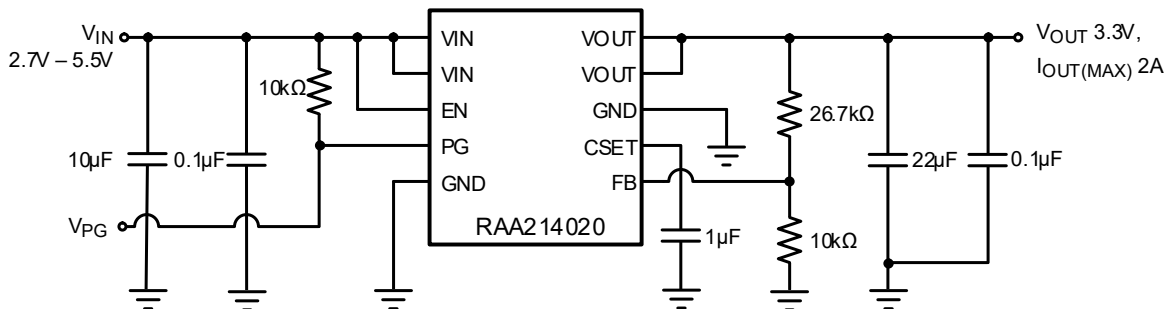 VIN
2.7V – 5.5V
10kΩ
10µF
0.1µF
VPG
VIN
VIN
EN
PG
GND
VOUT
VOUT
GND
CSET
FB
RAA214020
1µF
26.7kΩ
10kΩ
22µF
0.1µF
VOUT 3.3V,
IOUT(MAX) 2A